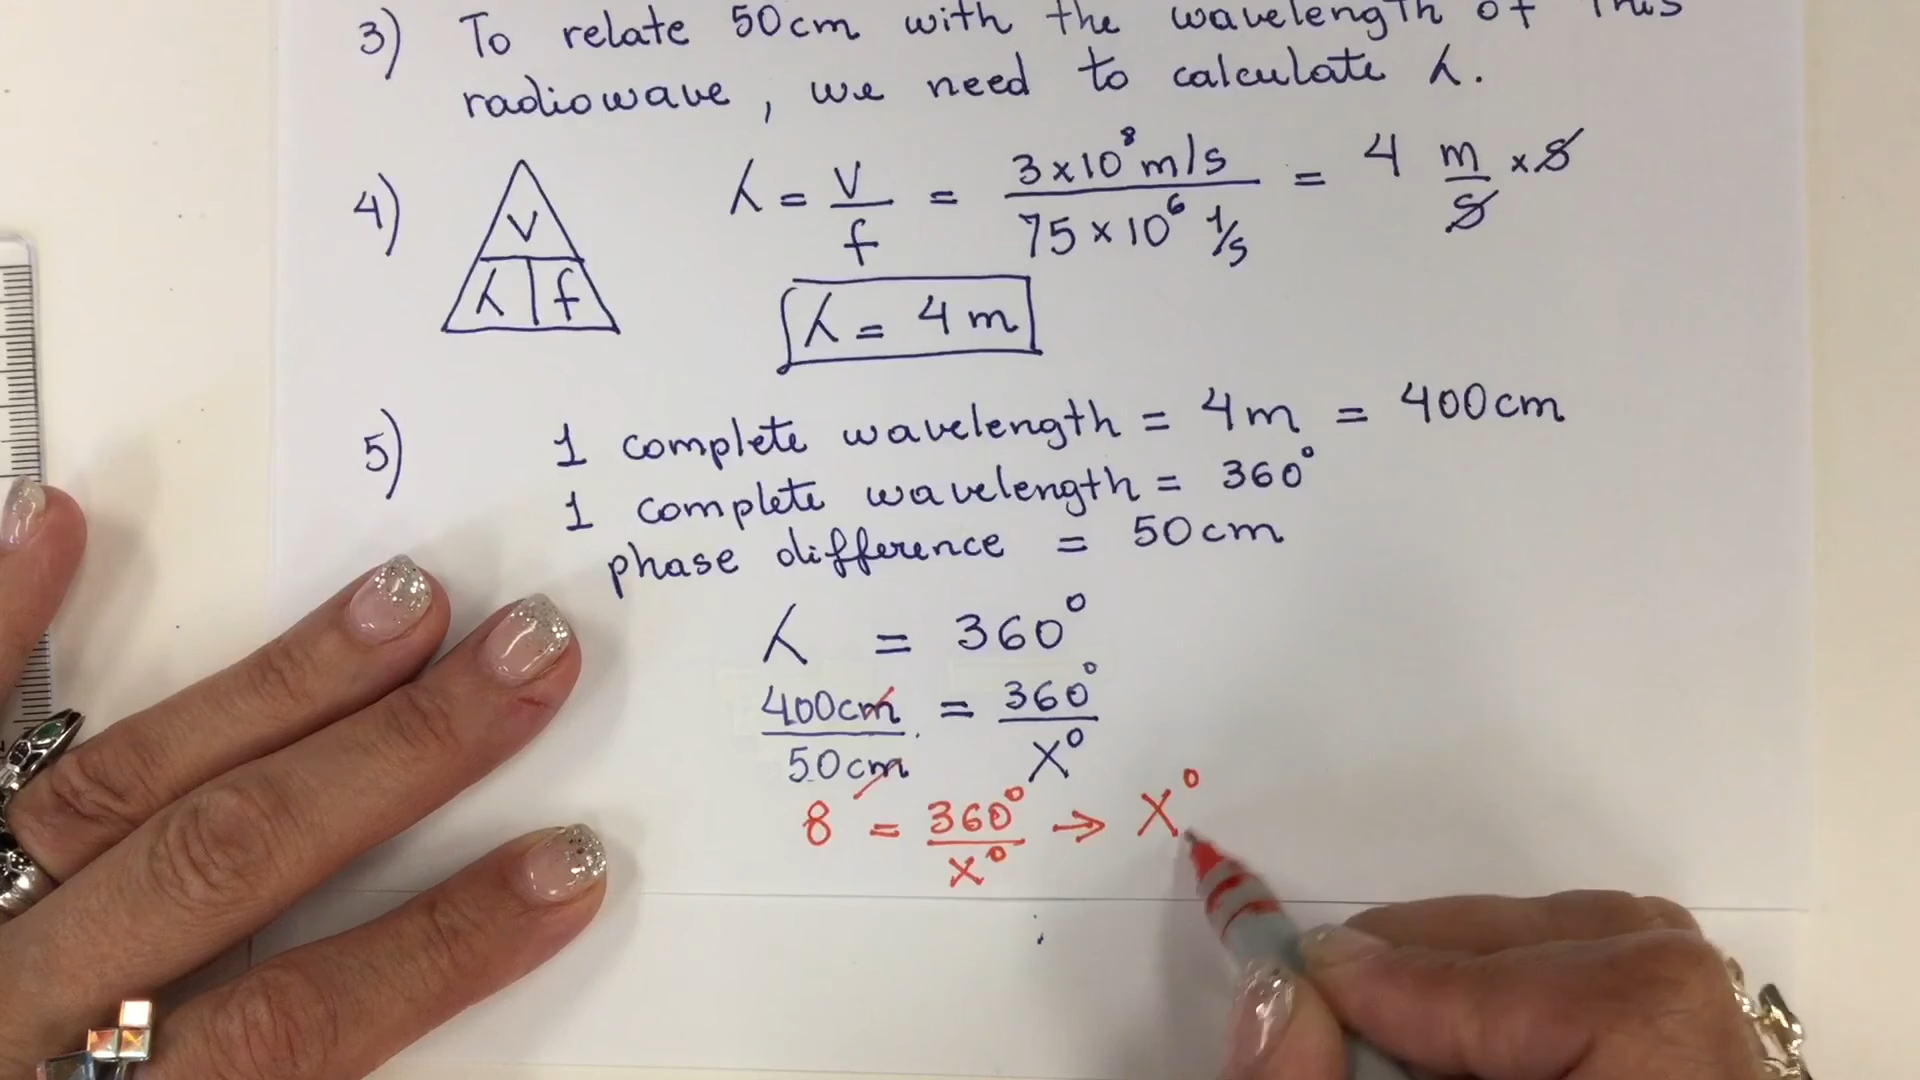 3) To relate 50cm with the wavelength of this
radiowave, we need to calculate λ.
4) V λ f λ = V/f = 3x10⁸ m/s / 75x10⁶ 1/s = 4 m/s x s
λ = 4 m
5) 1 complete wavelength = 4m = 400cm
1 complete wavelength = 360°
phase difference = 50cm
λ = 360°
400cm/50cm = 360°/X°
8 = 360°/X° → X°